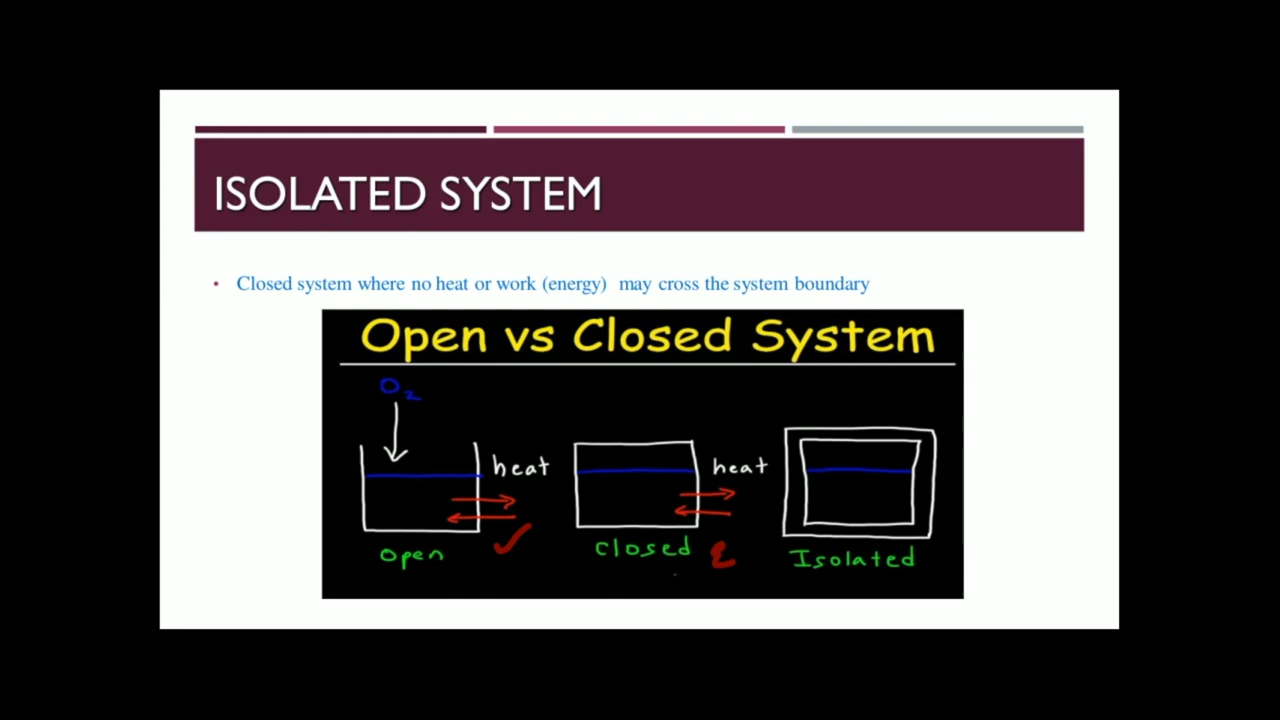 ISOLATED SYSTEM
• Closed system where no heat or work (energy) may cross the system boundary
Open vs Closed System
O₂
heat
heat
Open
Closed
Isolated